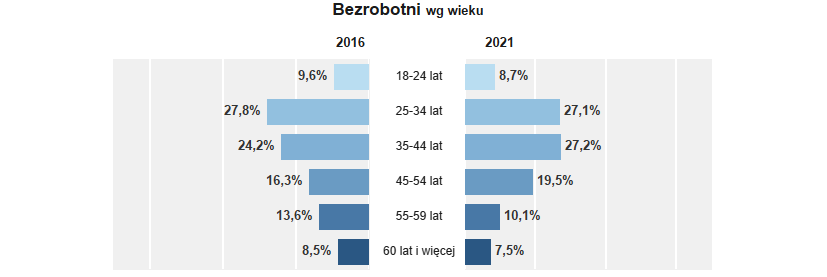 Bezrobotni wg wieku
2016 2021
9,6% 18-24 lat 8,7%
27,8% 25-34 lat 27,1%
24,2% 35-44 lat 27,2%
16,3% 45-54 lat 19,5%
13,6% 55-59 lat 10,1%
8,5% 60 lat i więcej 7,5%